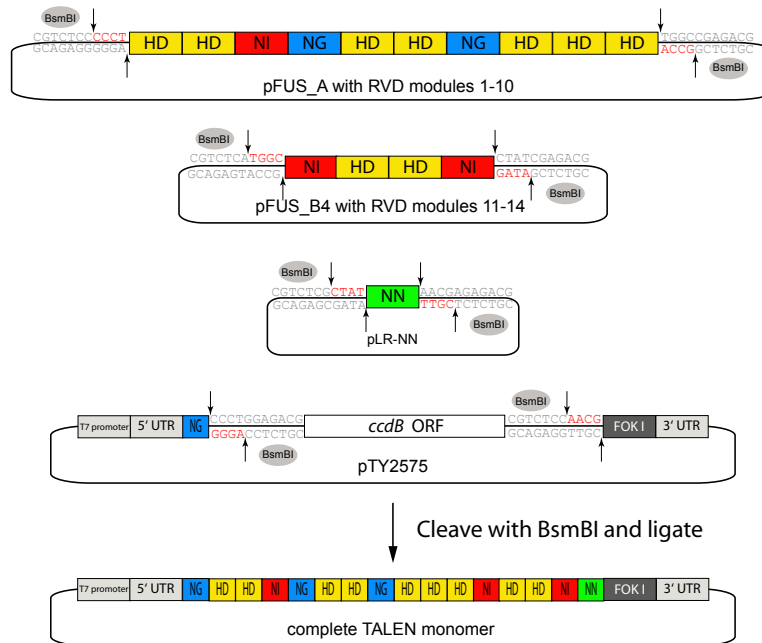 BsmBI
CGTCTCCCCCT HD HD NI NG HD HD NG HD HD HD TGGCCGAGACG
GCAGAGGGGGA ACCGGCTCTGC
BsmBI
pFUS_A with RVD modules 1-10
BsmBI
CGTCTCATGGC NI HD HD NI CTATCGAGACG
GCAGAGTACCG GATAGCTCTGC
BsmBI
pFUS_B4 with RVD modules 11-14
BsmBI
CGTCTCGCTAT NN AACGAGAGACG
GCAGAGCGATA TTGCTCTCTGC
pLR-NN BsmBI
BsmBI
T7 promoter 5' UTR NG CCCTGGAGACG ccdB ORF CGTCTCCAACG FOK I 3' UTR
GGGACCTCTGC GCAGAGGTTGC
BsmBI
pTY2575
Cleave with BsmBI and ligate
T7 promoter 5' UTR NG HD HD NI NG HD HD NG HD HD HD NI HD HD NI NN FOK I 3' UTR
complete TALEN monomer